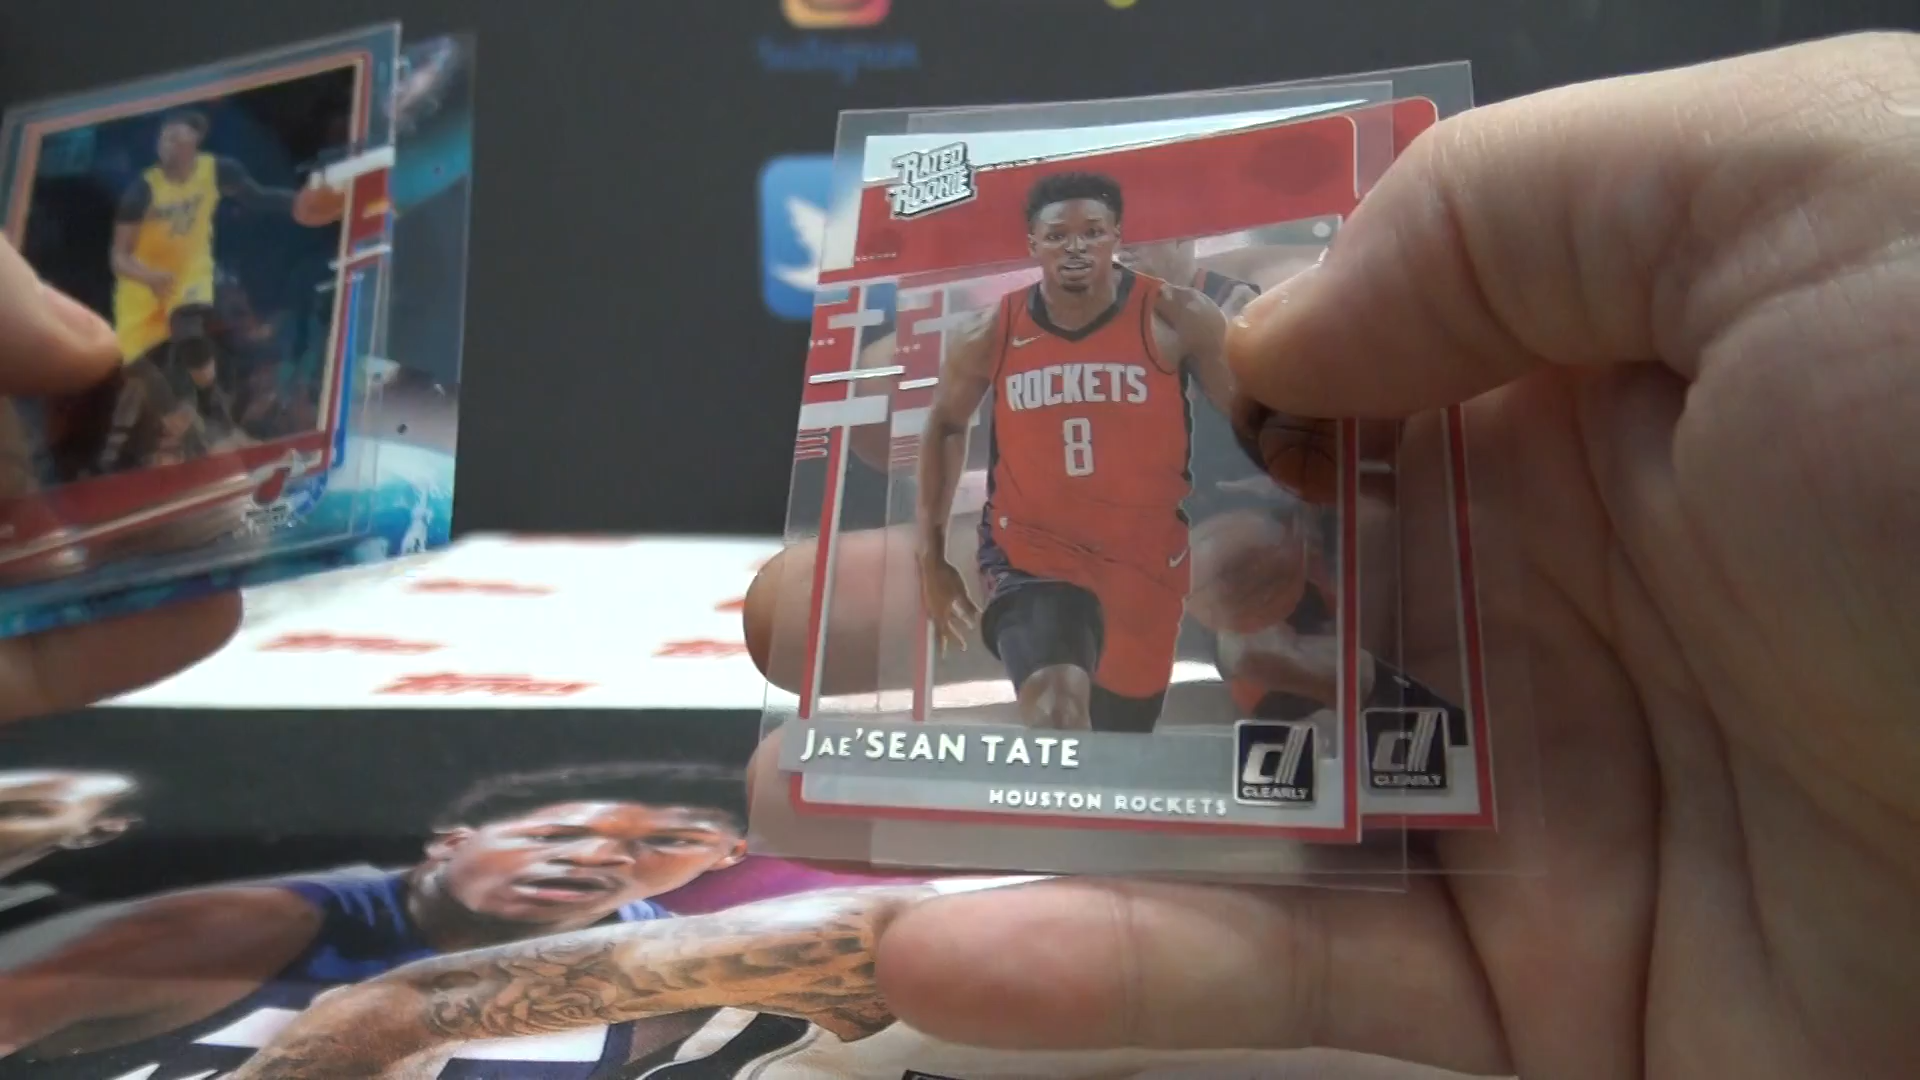 Instagram
RATED
ROOKIE
ROCKETS
8
JAE'SEAN TATE
HOUSTON ROCKETS
d
CLEARLY
d
CLEARLY